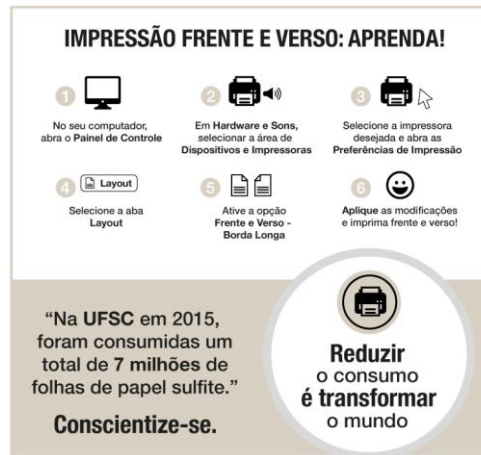 IMPRESSÃO FRENTE E VERSO: APRENDA!
1
No seu computador,
abra o Painel de Controle
2
Em Hardware e Sons,
selecionar a área de
Dispositivos e Impressoras
3
Selecione a impressora
desejada e abra as
Preferências de Impressão
4
Layout
Selecione a aba
Layout
5
Ative a opção
Frente e Verso -
Borda Longa
6
Aplique as modificações
e imprima frente e verso!
“Na UFSC em 2015,
foram consumidas um
total de 7 milhões de
folhas de papel sulfite.”
Conscientize-se.
Reduzir
o consumo
é transformar
o mundo